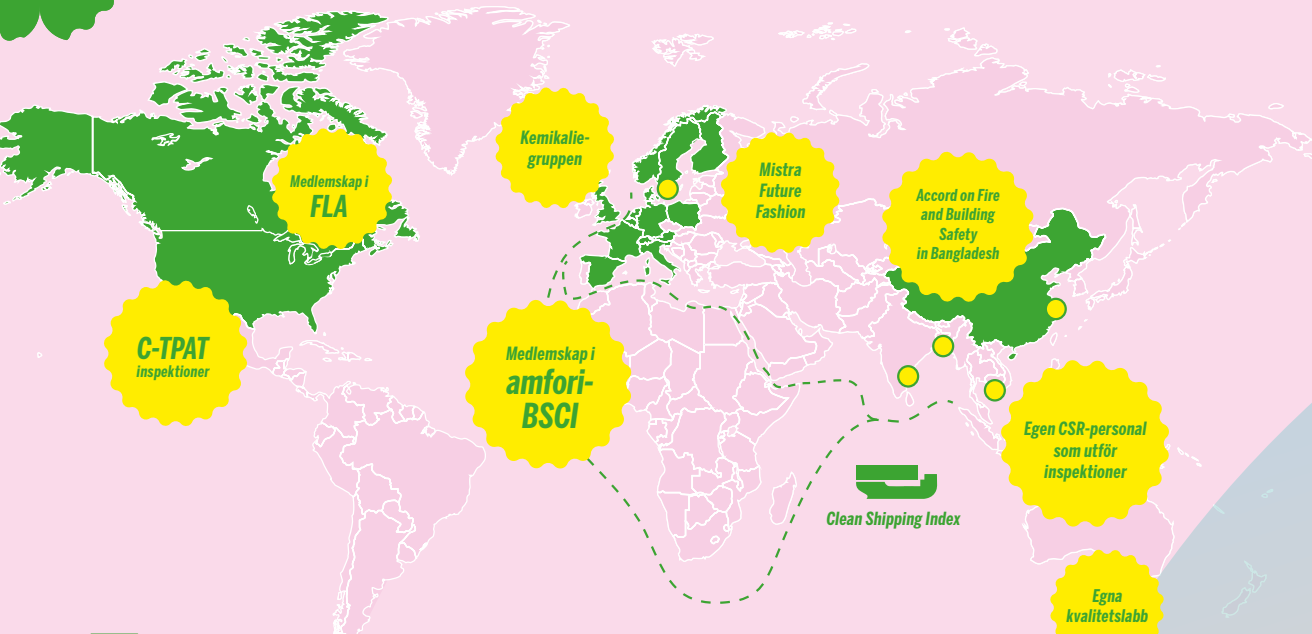 Kemikalie-
gruppen
Medlemskap i
FLA
Mistra
Future
Fashion
Accord on Fire
and Building
Safety
in Bangladesh
C-TPAT
inspektioner
Medlemskap i
amfori-
BSCI
Egen CSR-personal
som utför
inspektioner
Clean Shipping Index
Egna
kvalitetslabb